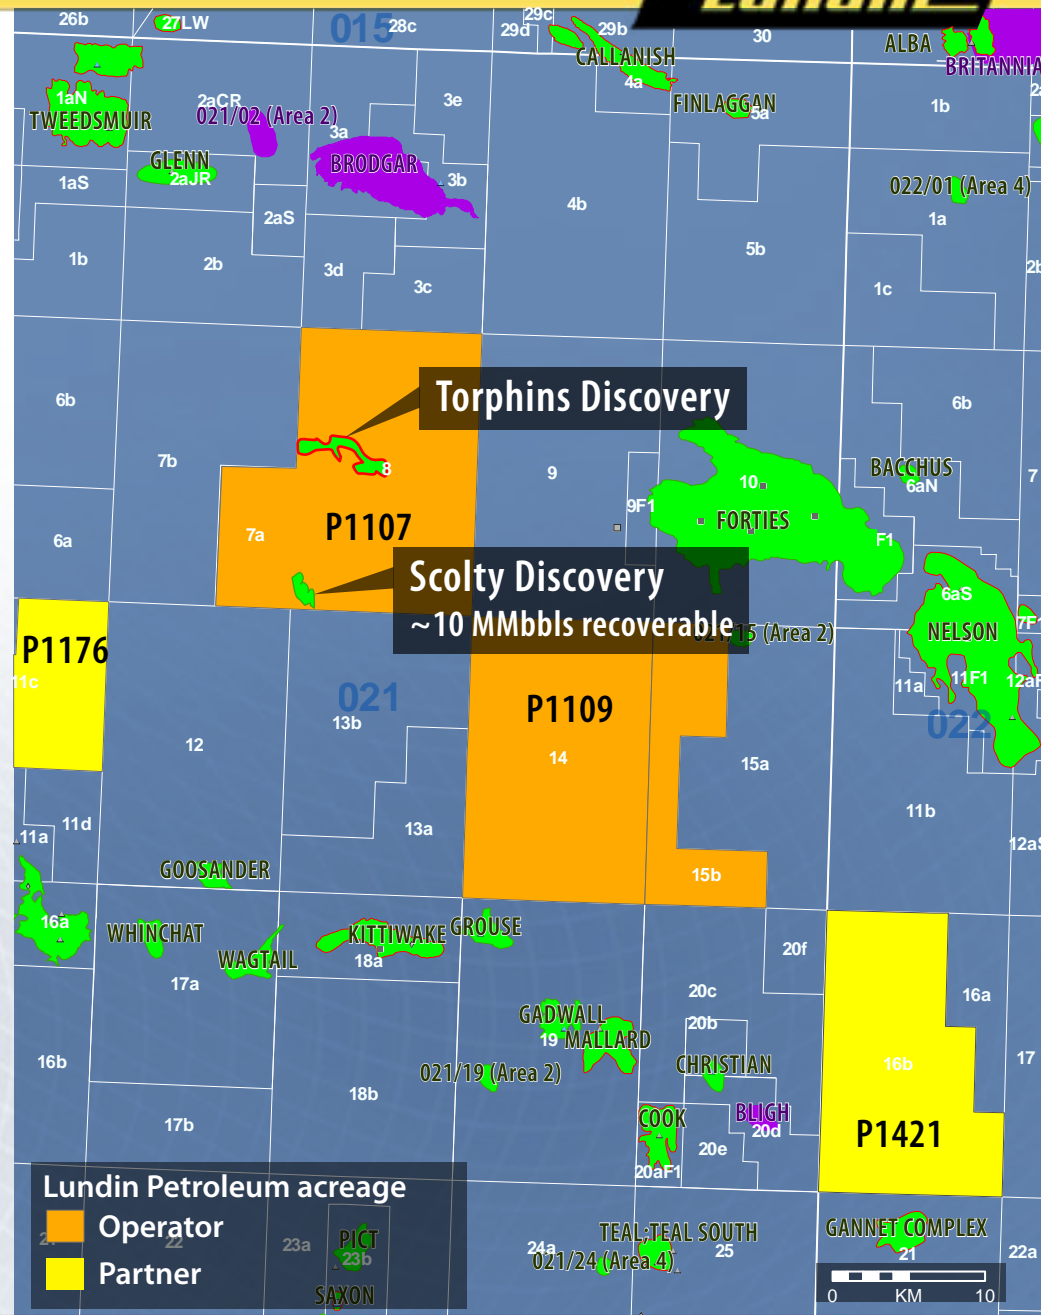 26b
27LW
015
28c
29d
29c
29b
30
CALLANISH
4a
ALBA
BRITANNIA
1aN
TWEEDSMUIR
2aCR
021/02 (Area 2)
3a
3e
FINLAGGAN
5a
1b
GLENN
2aJR
BRODGAR
3b
1aS
2aS
4b
022/01 (Area 4)
1a
1b
2b
3d
3c
5b
1c
2b
6b
7b
Torphins Discovery
8
9
6b
BACCHUS
6aN
7
10
9F1
FORTIES
F1
6a
7a
P1107
Scolty Discovery
~10 MMbbls recoverable
021/15 (Area 2)
6aS
NELSON
7F
P1176
11c
021
13b
P1109
14
15a
11a
11F1
12aF
022
12
11a
11d
13a
15b
11b
12aS
GOOSANDER
16a
WHINCHAT
WAGTAIL
KITTIWAKE
18a
GROUSE
20f
16a
17a
20c
GADWALL
19
MALLARD
20b
16b
021/19 (Area 2)
CHRISTIAN
16b
17
18b
17b
COOK
BLIGH
20d
20e
20aF1
P1421
Lundin Petroleum acreage
Operator
Partner
22
23a
PICT
23b
SAXON
24a
TEAL;TEAL SOUTH
021/24 (Area 4)
25
GANNET COMPLEX
21
22a
0 KM 10